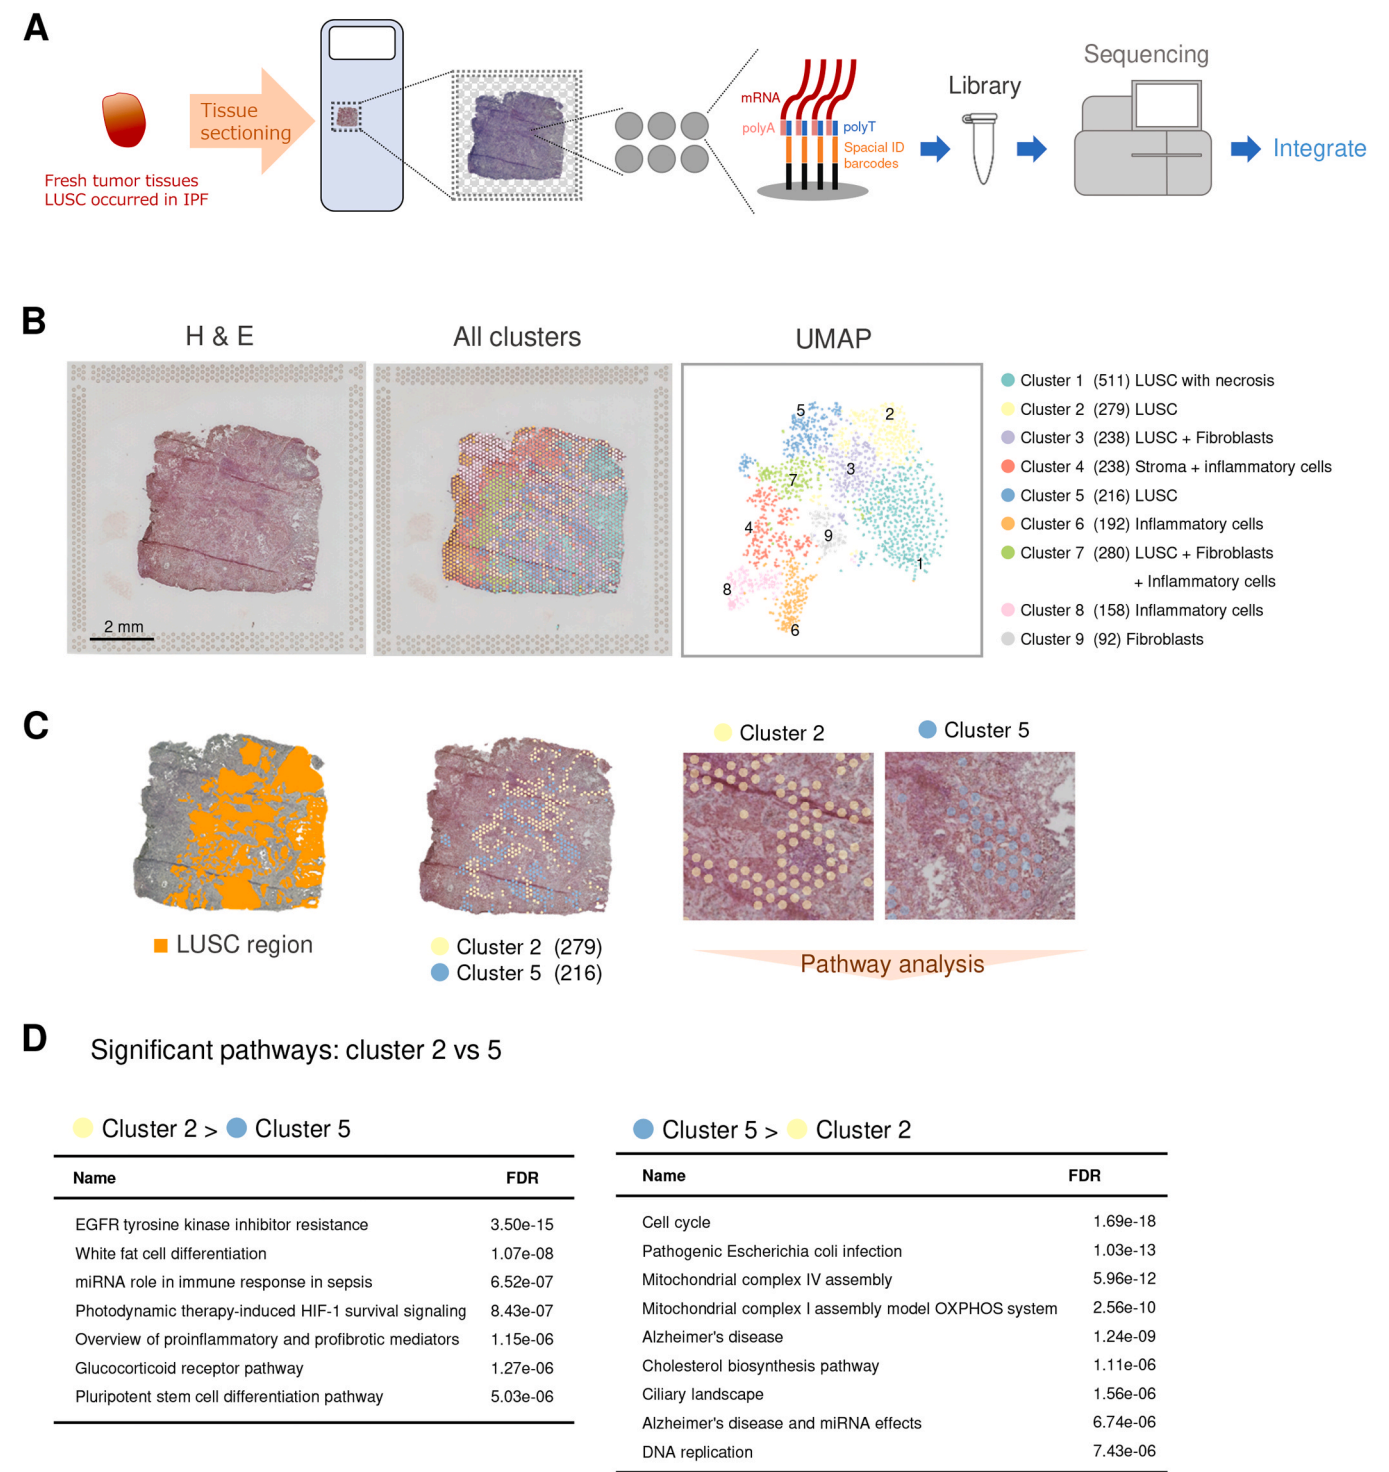 A
Fresh tumor tissues
LUSC occurred in IPF
Tissue
sectioning
mRNA
polyA
polyT
Spacial ID
barcodes
Library
Sequencing
Integrate
B
H & E
All clusters
UMAP
2 mm
5
2
3
7
4
9
1
8
6
Cluster 1 (511) LUSC with necrosis
Cluster 2 (279) LUSC
Cluster 3 (238) LUSC + Fibroblasts
Cluster 4 (238) Stroma + inflammatory cells
Cluster 5 (216) LUSC
Cluster 6 (192) Inflammatory cells
Cluster 7 (280) LUSC + Fibroblasts
+ Inflammatory cells
Cluster 8 (158) Inflammatory cells
Cluster 9 (92) Fibroblasts
C
LUSC region
Cluster 2 (279)
Cluster 5 (216)
Cluster 2
Cluster 5
Pathway analysis
D
Significant pathways: cluster 2 vs 5
Cluster 2 > Cluster 5
Name FDR
EGFR tyrosine kinase inhibitor resistance 3.50e-15
White fat cell differentiation 1.07e-08
miRNA role in immune response in sepsis 6.52e-07
Photodynamic therapy-induced HIF-1 survival signaling 8.43e-07
Overview of proinflammatory and profibrotic mediators 1.15e-06
Glucocorticoid receptor pathway 1.27e-06
Pluripotent stem cell differentiation pathway 5.03e-06
Cluster 5 > Cluster 2
Name FDR
Cell cycle 1.69e-18
Pathogenic Escherichia coli infection 1.03e-13
Mitochondrial complex IV assembly 5.96e-12
Mitochondrial complex I assembly model OXPHOS system 2.56e-10
Alzheimer's disease 1.24e-09
Cholesterol biosynthesis pathway 1.11e-06
Ciliary landscape 1.56e-06
Alzheimer's disease and miRNA effects 6.74e-06
DNA replication 7.43e-06